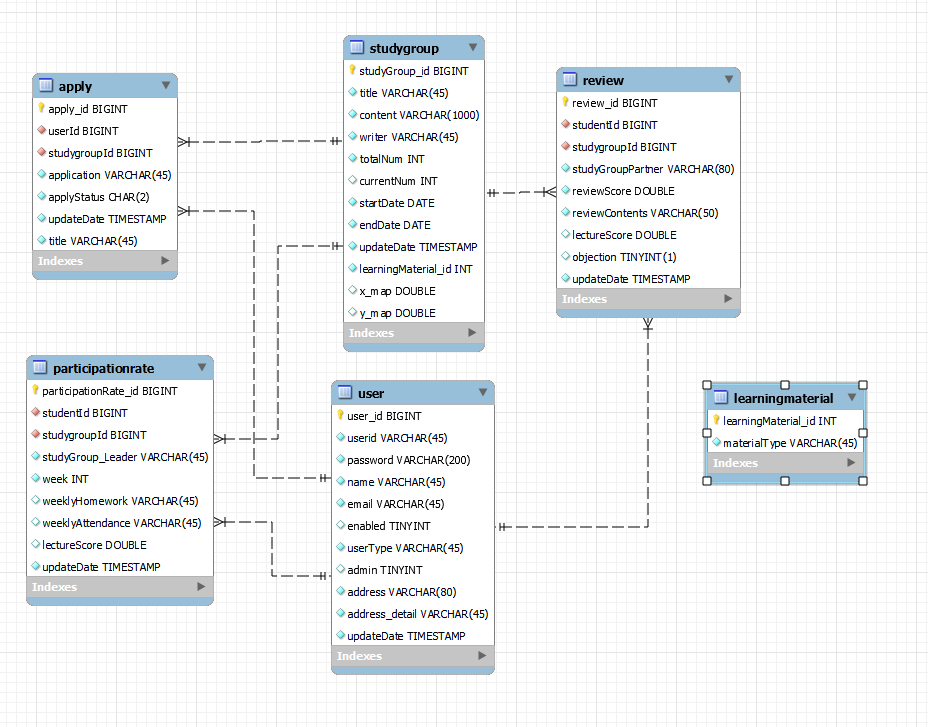 studygroup
studyGroup_id BIGINT
title VARCHAR(45)
content VARCHAR(1000)
writer VARCHAR(45)
totalNum INT
currentNum INT
startDate DATE
endDate DATE
updateDate TIMESTAMP
learningMaterial_id INT
x_map DOUBLE
y_map DOUBLE
Indexes
apply
apply_id BIGINT
userId BIGINT
studygroupId BIGINT
application VARCHAR(45)
applyStatus CHAR(2)
updateDate TIMESTAMP
title VARCHAR(45)
Indexes
review
review_id BIGINT
studentId BIGINT
studygroupId BIGINT
studyGroupPartner VARCHAR(80)
reviewScore DOUBLE
reviewContents VARCHAR(50)
lectureScore DOUBLE
objection TINYINT(1)
updateDate TIMESTAMP
Indexes
participationrate
participationRate_id BIGINT
studentId BIGINT
studygroupId BIGINT
studyGroup_Leader VARCHAR(45)
week INT
weeklyHomework VARCHAR(45)
weeklyAttendance VARCHAR(45)
lectureScore DOUBLE
updateDate TIMESTAMP
Indexes
user
user_id BIGINT
userid VARCHAR(45)
password VARCHAR(200)
name VARCHAR(45)
email VARCHAR(45)
enabled TINYINT
userType VARCHAR(45)
admin TINYINT
address VARCHAR(80)
address_detail VARCHAR(45)
updateDate TIMESTAMP
Indexes
learningmaterial
learningMaterial_id INT
materialType VARCHAR(45)
Indexes